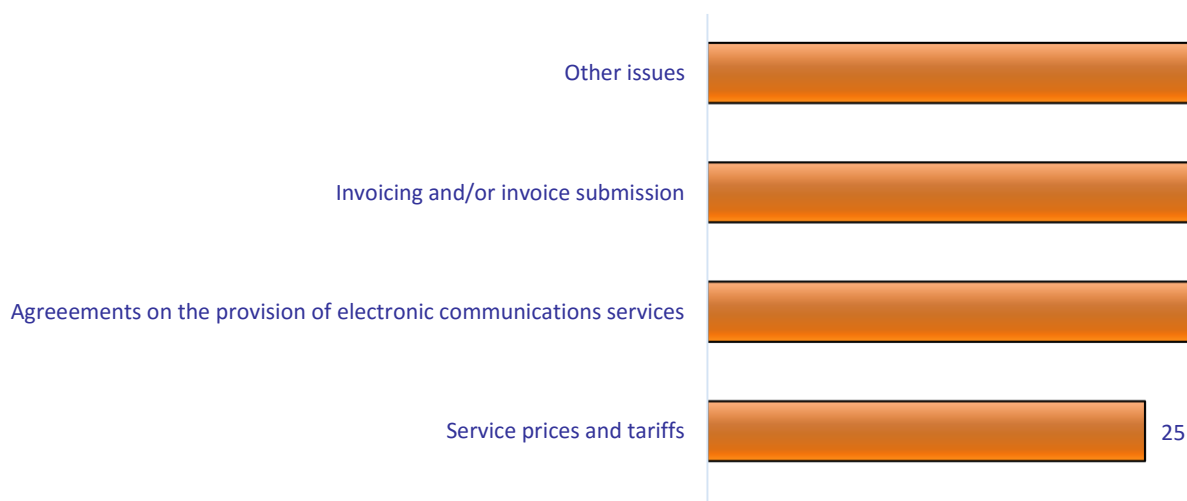 Other issues
Invoicing and/or invoice submission
Agreeements on the provision of electronic communications services
Service prices and tariffs
25